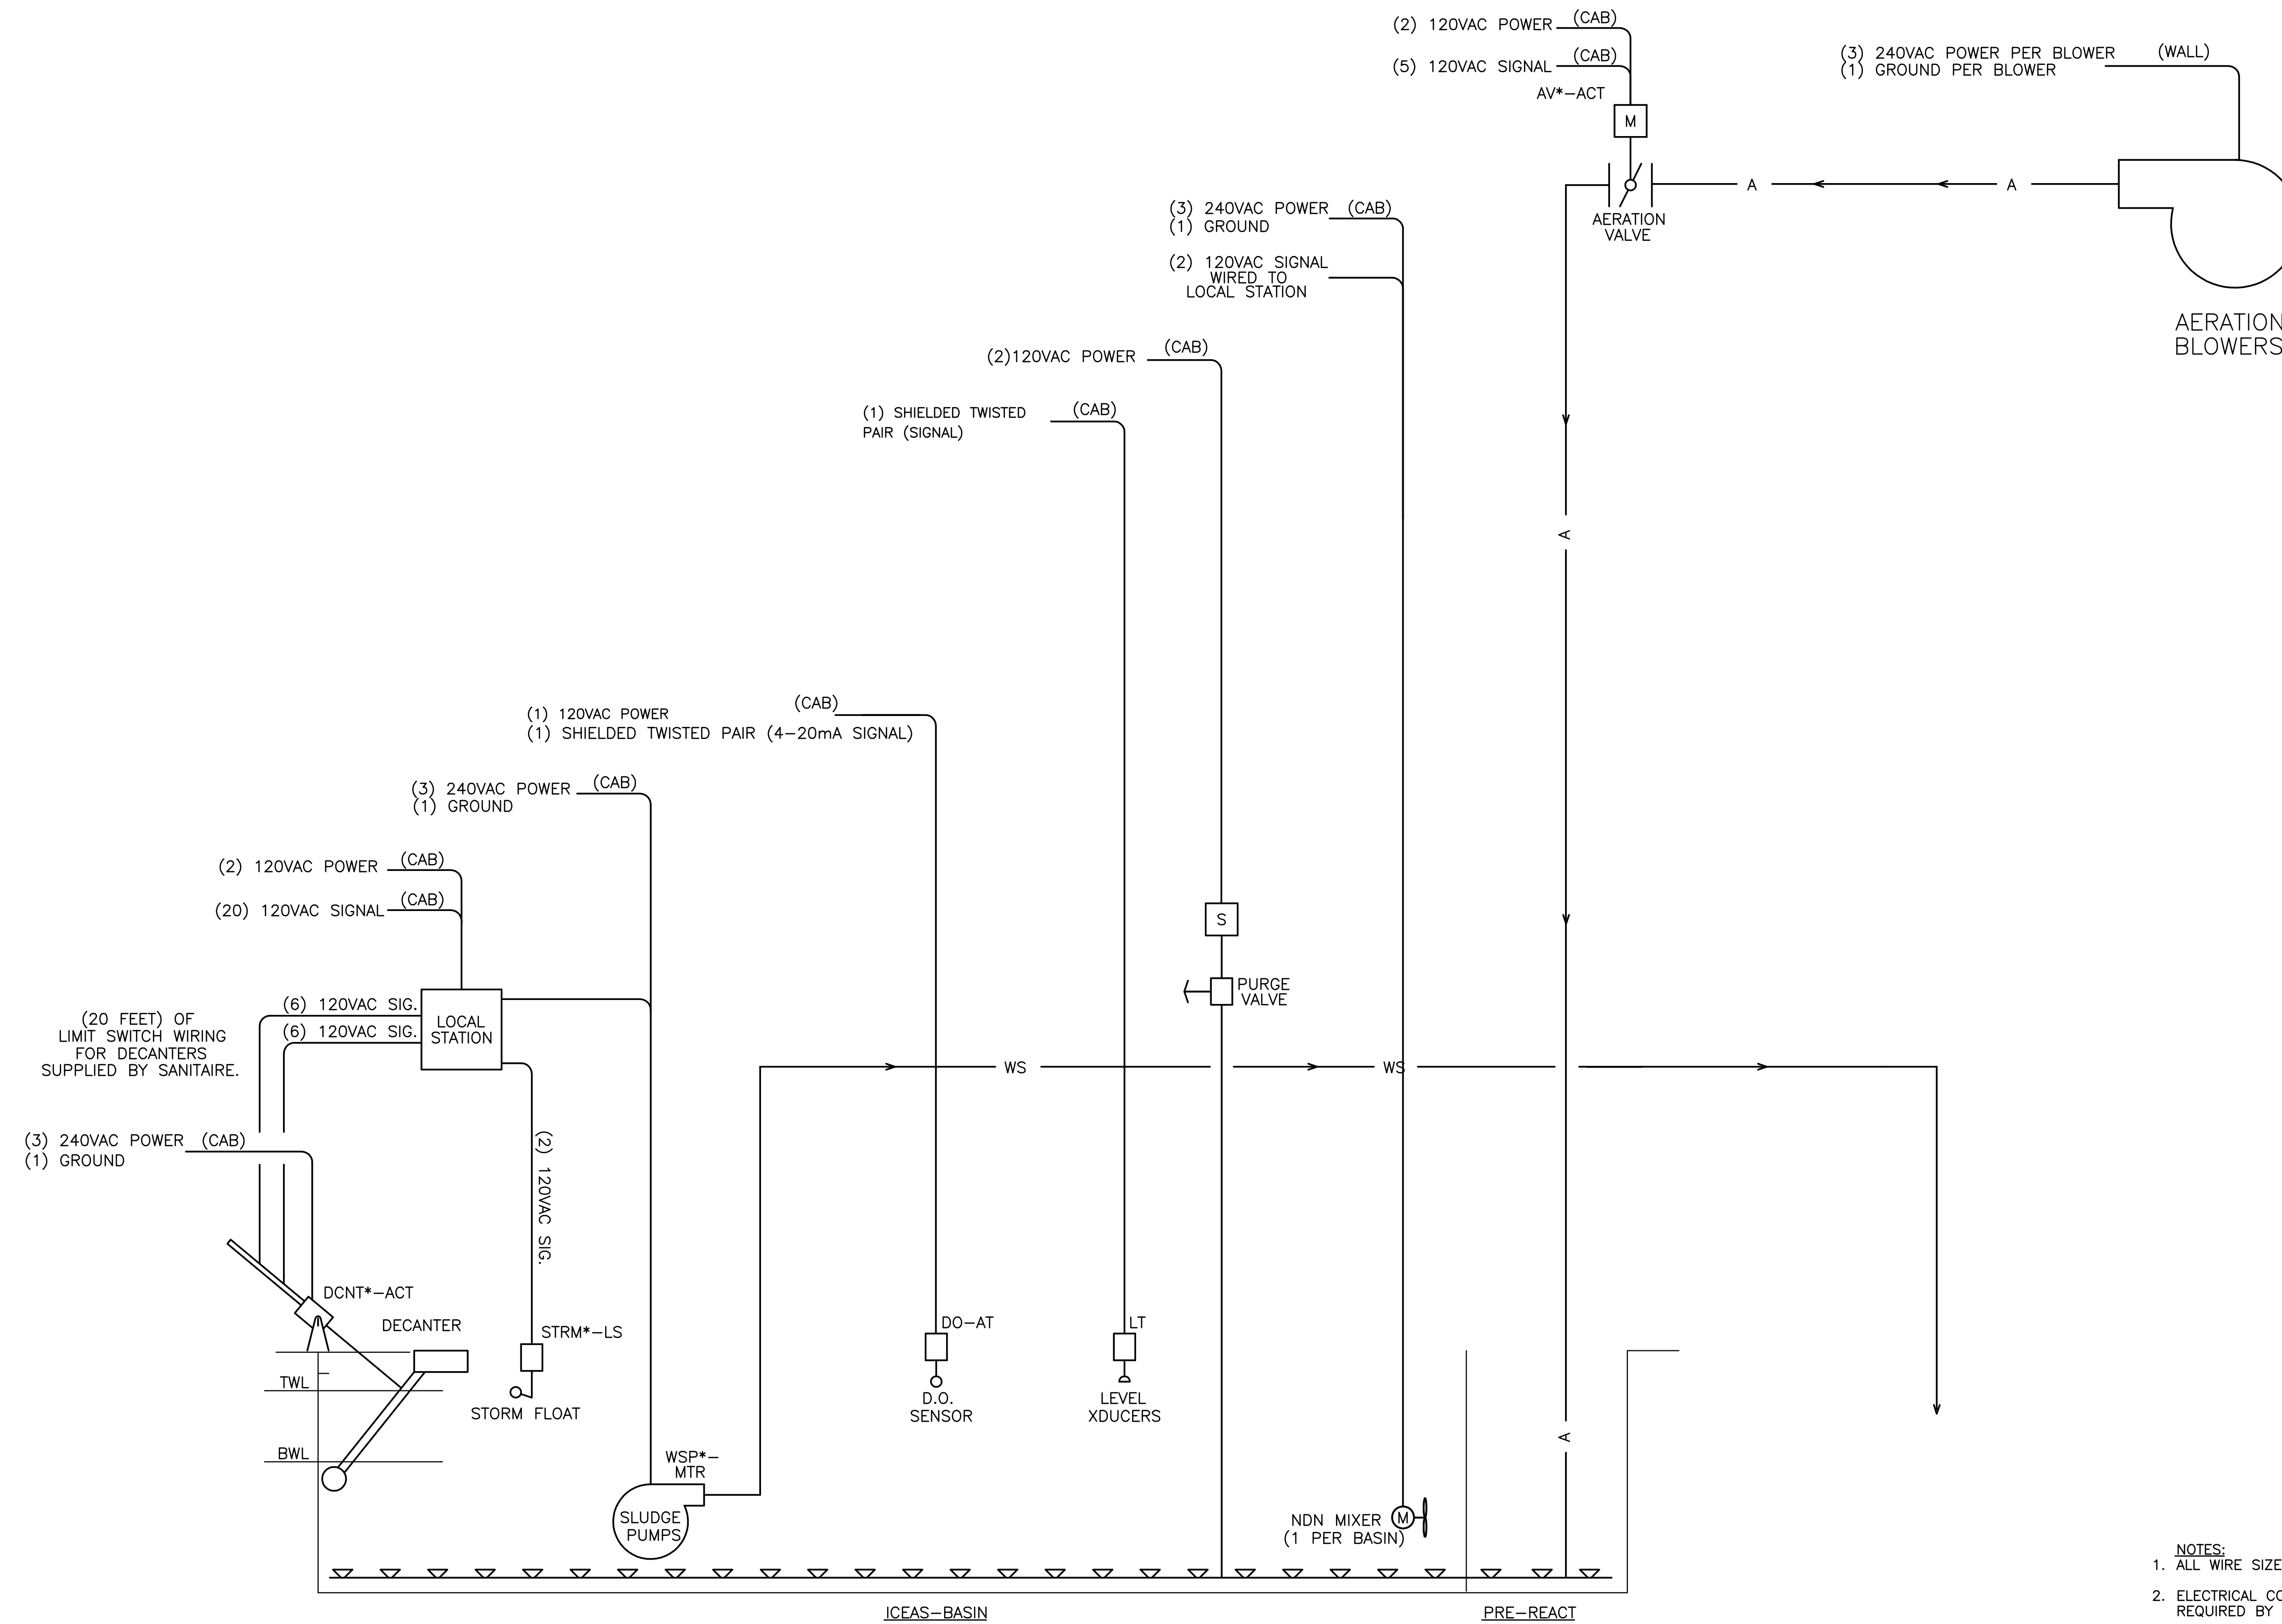 (2) 120VAC POWER (CAB)
(5) 120VAC SIGNAL (CAB)
AV*-ACT
M
AERATION
VALVE
(3) 240VAC POWER PER BLOWER (WALL)
(1) GROUND PER BLOWER
A
A
AERATION
BLOWERS
(3) 240VAC POWER (CAB)
(1) GROUND
(2) 120VAC SIGNAL
WIRED TO
LOCAL STATION
(2)120VAC POWER (CAB)
(1) SHIELDED TWISTED (CAB)
PAIR (SIGNAL)
A
(1) 120VAC POWER (CAB)
(1) SHIELDED TWISTED PAIR (4-20mA SIGNAL)
(3) 240VAC POWER (CAB)
(1) GROUND
(2) 120VAC POWER (CAB)
(20) 120VAC SIGNAL (CAB)
S
PURGE
VALVE
(6) 120VAC SIG.
(6) 120VAC SIG.
LOCAL
STATION
(20 FEET) OF
LIMIT SWITCH WIRING
FOR DECANTERS
SUPPLIED BY SANITAIRE.
WS
WS
(3) 240VAC POWER (CAB)
(1) GROUND
(2) 120VAC SIG.
DCNT*-ACT
DECANTER
STRM*-LS
STORM FLOAT
TWL
BWL
DO-AT
D.O.
SENSOR
LT
LEVEL
XDUCERS
A
WSP*-
MTR
SLUDGE
PUMPS
NDN MIXER
(1 PER BASIN)
M
ICEAS-BASIN
PRE-REACT
NOTES:
1. ALL WIRE SIZE
2. ELECTRICAL CO
REQUIRED BY